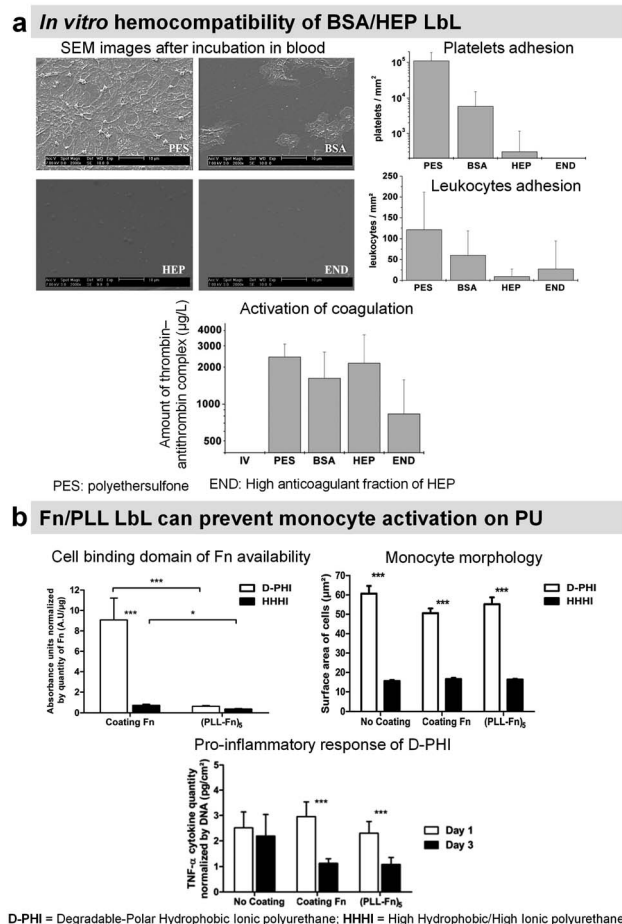 a In vitro hemocompatibility of BSA/HEP LbL
SEM images after incubation in blood
PES
BSA
HEP
END
Platelets adhesion
platelets / mm²
10⁵
10⁴
10³
PES BSA HEP END
Leukocytes adhesion
leukocytes / mm²
250
200
150
100
50
0
PES BSA HEP END
Activation of coagulation
Amount of thrombin–
antithrombin complex (µg/L)
4000
3000
2000
1000
500
IV PES BSA HEP END
PES: polyethersulfone END: High anticoagulant fraction of HEP
b Fn/PLL LbL can prevent monocyte activation on PU
Cell binding domain of Fn availability
Absorbance units normalized
by quantity of Fn (A.U/µg)
12
10
8
6
4
2
0
***
***
*
D-PHI
HHHI
Coating Fn (PLL-Fn)₅
Monocyte morphology
Surface area of cells (µm²)
70
60
50
40
30
20
10
0
***
***
***
D-PHI
HHHI
No Coating Coating Fn (PLL-Fn)₅
Pro-inflammatory response of D-PHI
TNF-α cytokine quantity
normalized by DNA (pg/cm²)
5
4
3
2
1
0
***
***
Day 1
Day 3
No Coating Coating Fn (PLL-Fn)₅
D-PHI = Degradable-Polar Hydrophobic Ionic polyurethane; HHHI = High Hydrophobic/High Ionic polyurethane